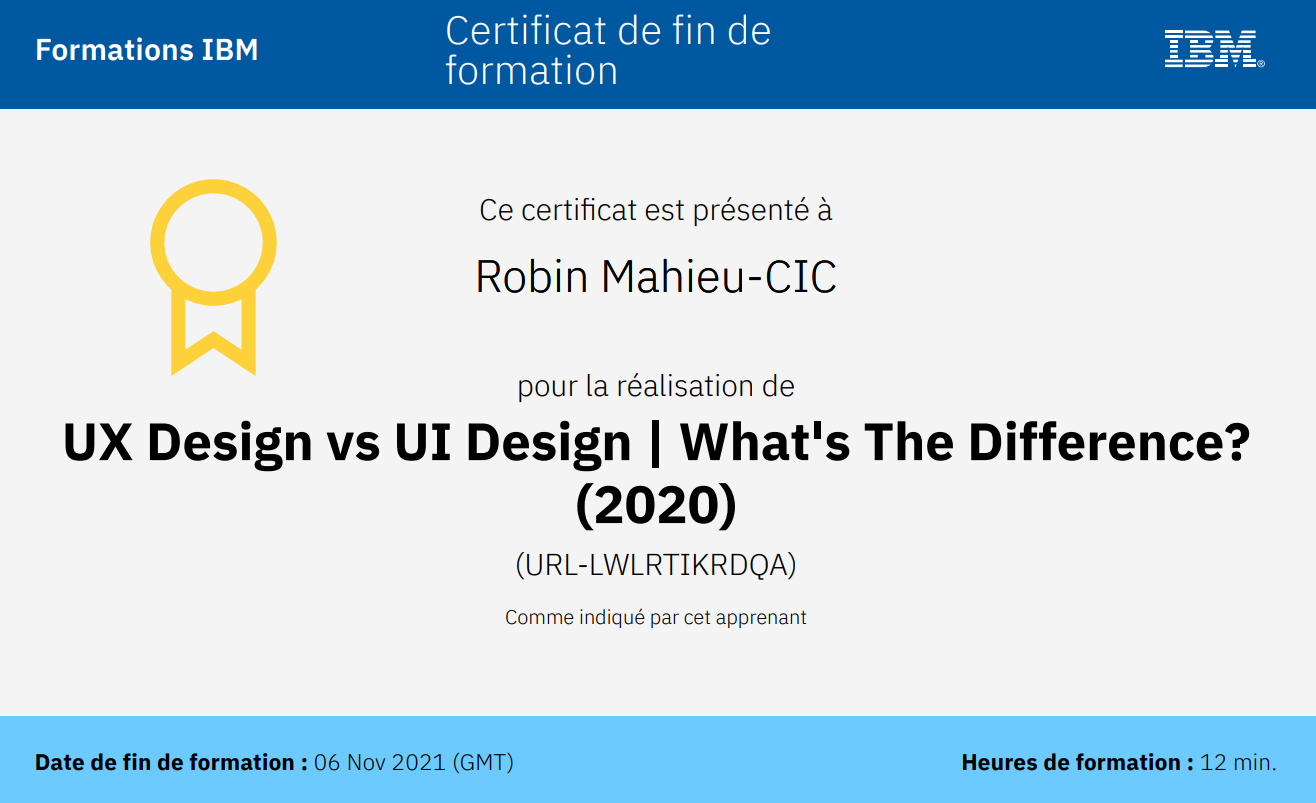 Formations IBM
Certificat de fin de
formation
IBM®
Ce certificat est présenté à
Robin Mahieu-CIC
pour la réalisation de
UX Design vs UI Design | What's The Difference?
(2020)
(URL-LWLRTIKRDQA)
Comme indiqué par cet apprenant
Date de fin de formation : 06 Nov 2021 (GMT)
Heures de formation : 12 min.